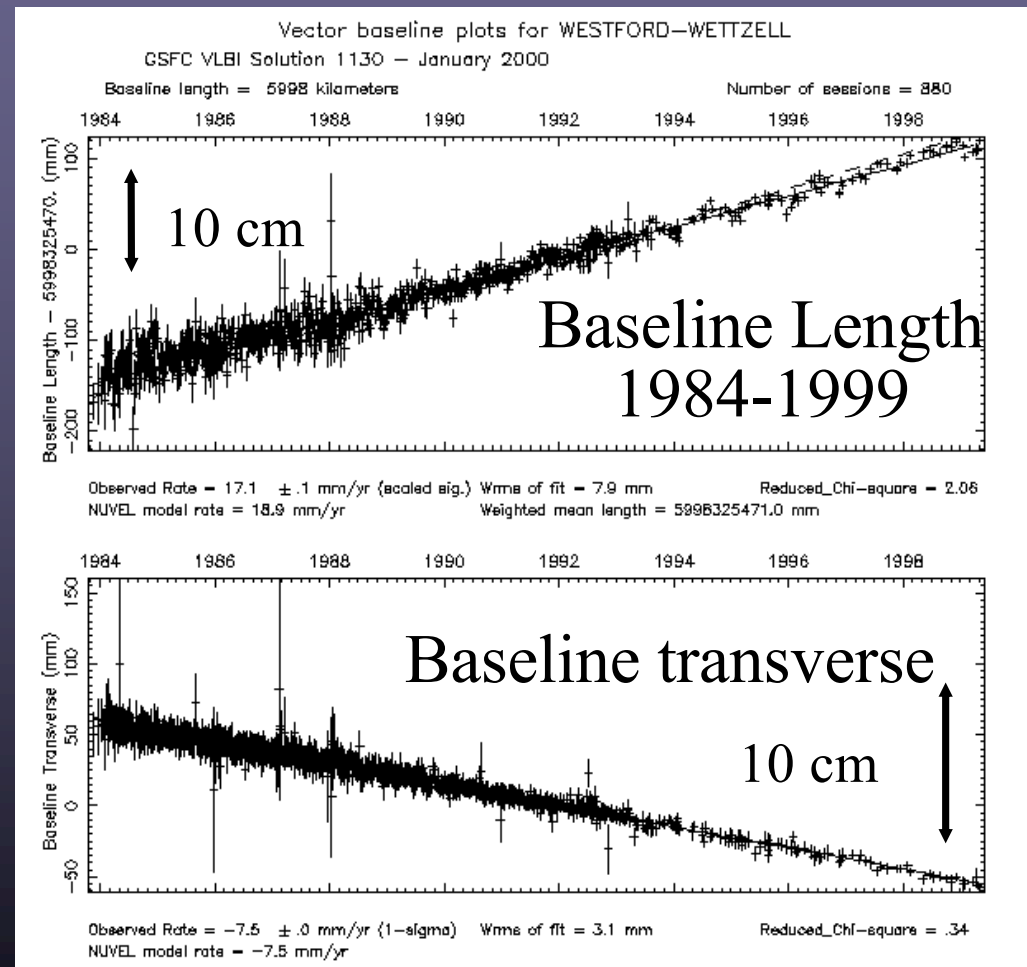 Vector baseline plots for WESTFORD–WETTZELL
GSFC VLBI Solution 1130 – January 2000
Baseline length = 5998 kilometers Number of sessions = 880
1984 1986 1988 1990 1992 1994 1996 1998
Baseline Length – 5998325470. (mm)
100
0
-100
-200
10 cm
Baseline Length
1984-1999
Observed Rate = 17.1 ± .1 mm/yr (scaled sig.) Wrms of fit = 7.9 mm Reduced_Chi-square = 2.06
NUVEL model rate = 18.9 mm/yr Weighted mean length = 5998325471.0 mm
1984 1986 1988 1990 1992 1994 1996 1998
Baseline Transverse (mm)
150
100
50
0
-50
Baseline transverse
10 cm
Observed Rate = -7.5 ± .0 mm/yr (1-sigma) Wrms of fit = 3.1 mm Reduced_Chi-square = .34
NUVEL model rate = -7.5 mm/yr